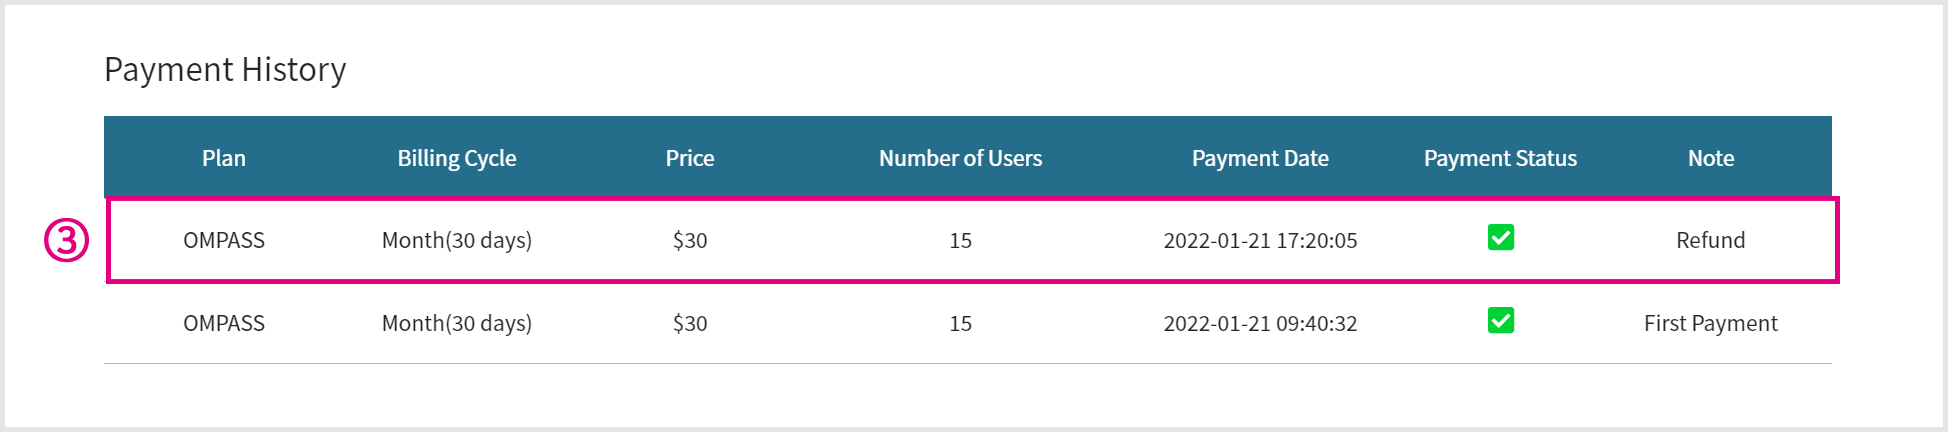 Payment History
Plan Billing Cycle Price Number of Users Payment Date Payment Status Note
③ OMPASS Month(30 days) $30 15 2022-01-21 17:20:05 Refund
OMPASS Month(30 days) $30 15 2022-01-21 09:40:32 First Payment